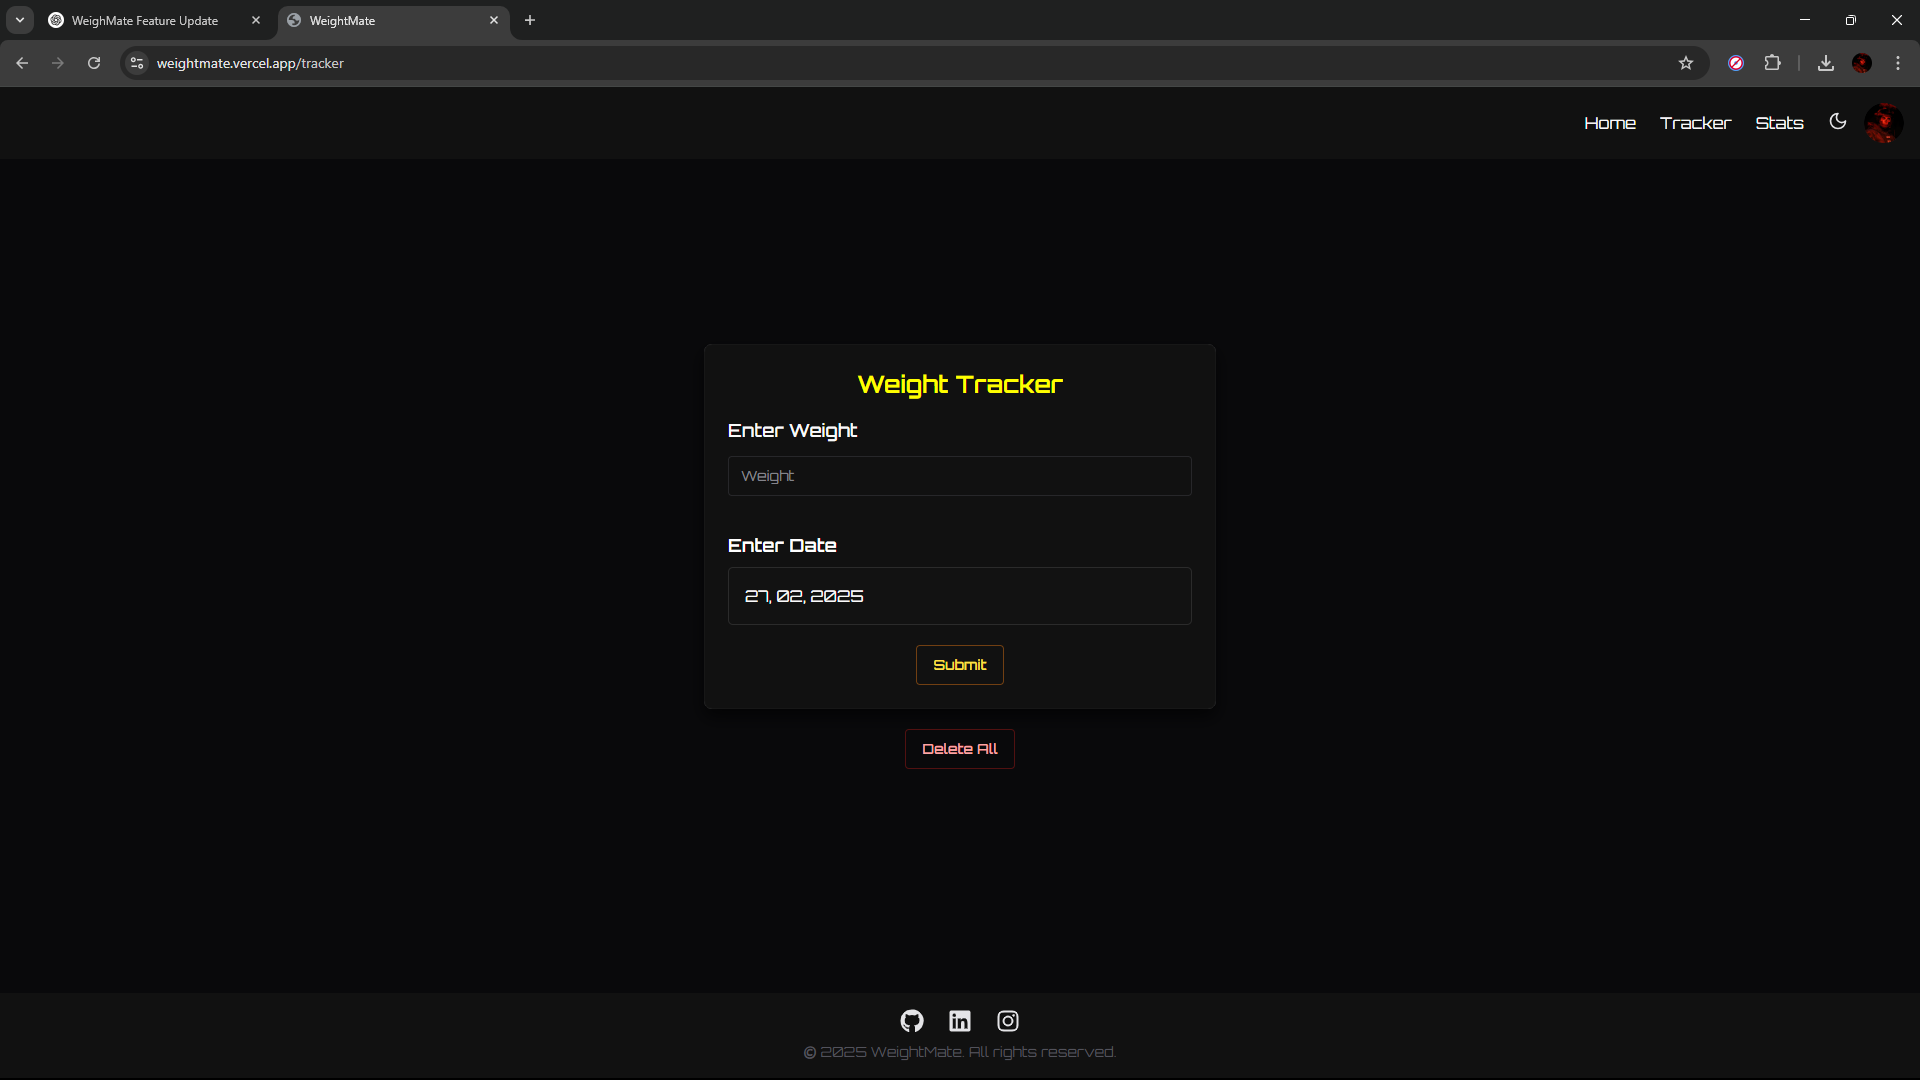 WeighMate Feature Update
WeightMate
weightmate.vercel.app/tracker
Home
Tracker
Stats
Weight Tracker
Enter Weight
Weight
Enter Date
27, 02, 2025
Submit
Delete All
© 2025 WeightMate. All rights reserved.